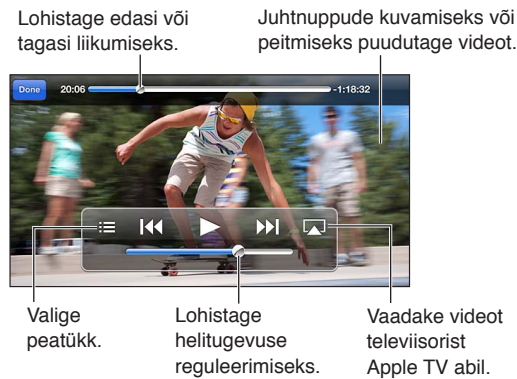 Lohistage edasi või
tagasi liikumiseks.
Juhtnuppude kuvamiseks või
peitmiseks puudutage videot.
Done 20:06 -1:18:32
Valige
peatükk.
Lohistage
helitugevuse
reguleerimiseks.
Vaadake videot
televiisorist
Apple TV abil.